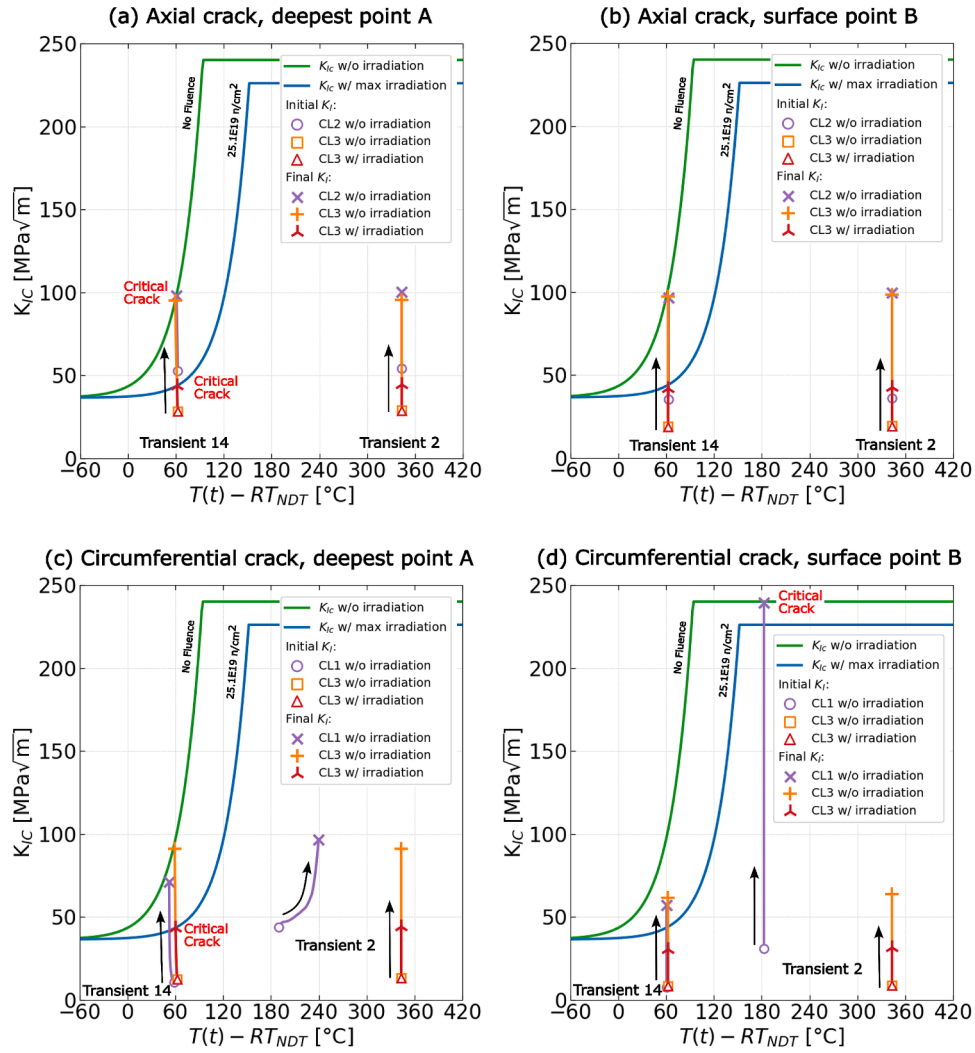 (a) Axial crack, deepest point A
K_IC [MPa√m]
250
200
150
100
50
0
No Fluence
25.1E19 n/cm2
K_Ic w/o irradiation
K_Ic w/ max irradiation
Initial K_I:
CL2 w/o irradiation
CL3 w/o irradiation
CL3 w/ irradiation
Final K_I:
CL2 w/o irradiation
CL3 w/o irradiation
CL3 w/ irradiation
Critical
Crack
Critical
Crack
Transient 14
Transient 2
−60 0 60 120 180 240 300 360 420
T(t) − RT_NDT [°C]
(b) Axial crack, surface point B
K_IC [MPa√m]
250
200
150
100
50
0
No Fluence
25.1E19 n/cm2
K_Ic w/o irradiation
K_Ic w/ max irradiation
Initial K_I:
CL2 w/o irradiation
CL3 w/o irradiation
CL3 w/ irradiation
Final K_I:
CL2 w/o irradiation
CL3 w/o irradiation
CL3 w/ irradiation
Transient 14
Transient 2
−60 0 60 120 180 240 300 360 420
T(t) − RT_NDT [°C]
(c) Circumferential crack, deepest point A
K_IC [MPa√m]
250
200
150
100
50
0
No Fluence
25.1E19 n/cm2
K_Ic w/o irradiation
K_Ic w/ max irradiation
Initial K_I:
CL1 w/o irradiation
CL3 w/o irradiation
CL3 w/ irradiation
Final K_I:
CL1 w/o irradiation
CL3 w/o irradiation
CL3 w/ irradiation
Critical
Crack
Transient 2
Transient 14
−60 0 60 120 180 240 300 360 420
T(t) − RT_NDT [°C]
(d) Circumferential crack, surface point B
K_IC [MPa√m]
250
200
150
100
50
0
Critical
Crack
No Fluence
25.1E19 n/cm2
K_Ic w/o irradiation
K_Ic w/ max irradiation
Initial K_I:
CL1 w/o irradiation
CL3 w/o irradiation
CL3 w/ irradiation
Final K_I:
CL1 w/o irradiation
CL3 w/o irradiation
CL3 w/ irradiation
Transient 2
Transient 14
−60 0 60 120 180 240 300 360 420
T(t) − RT_NDT [°C]